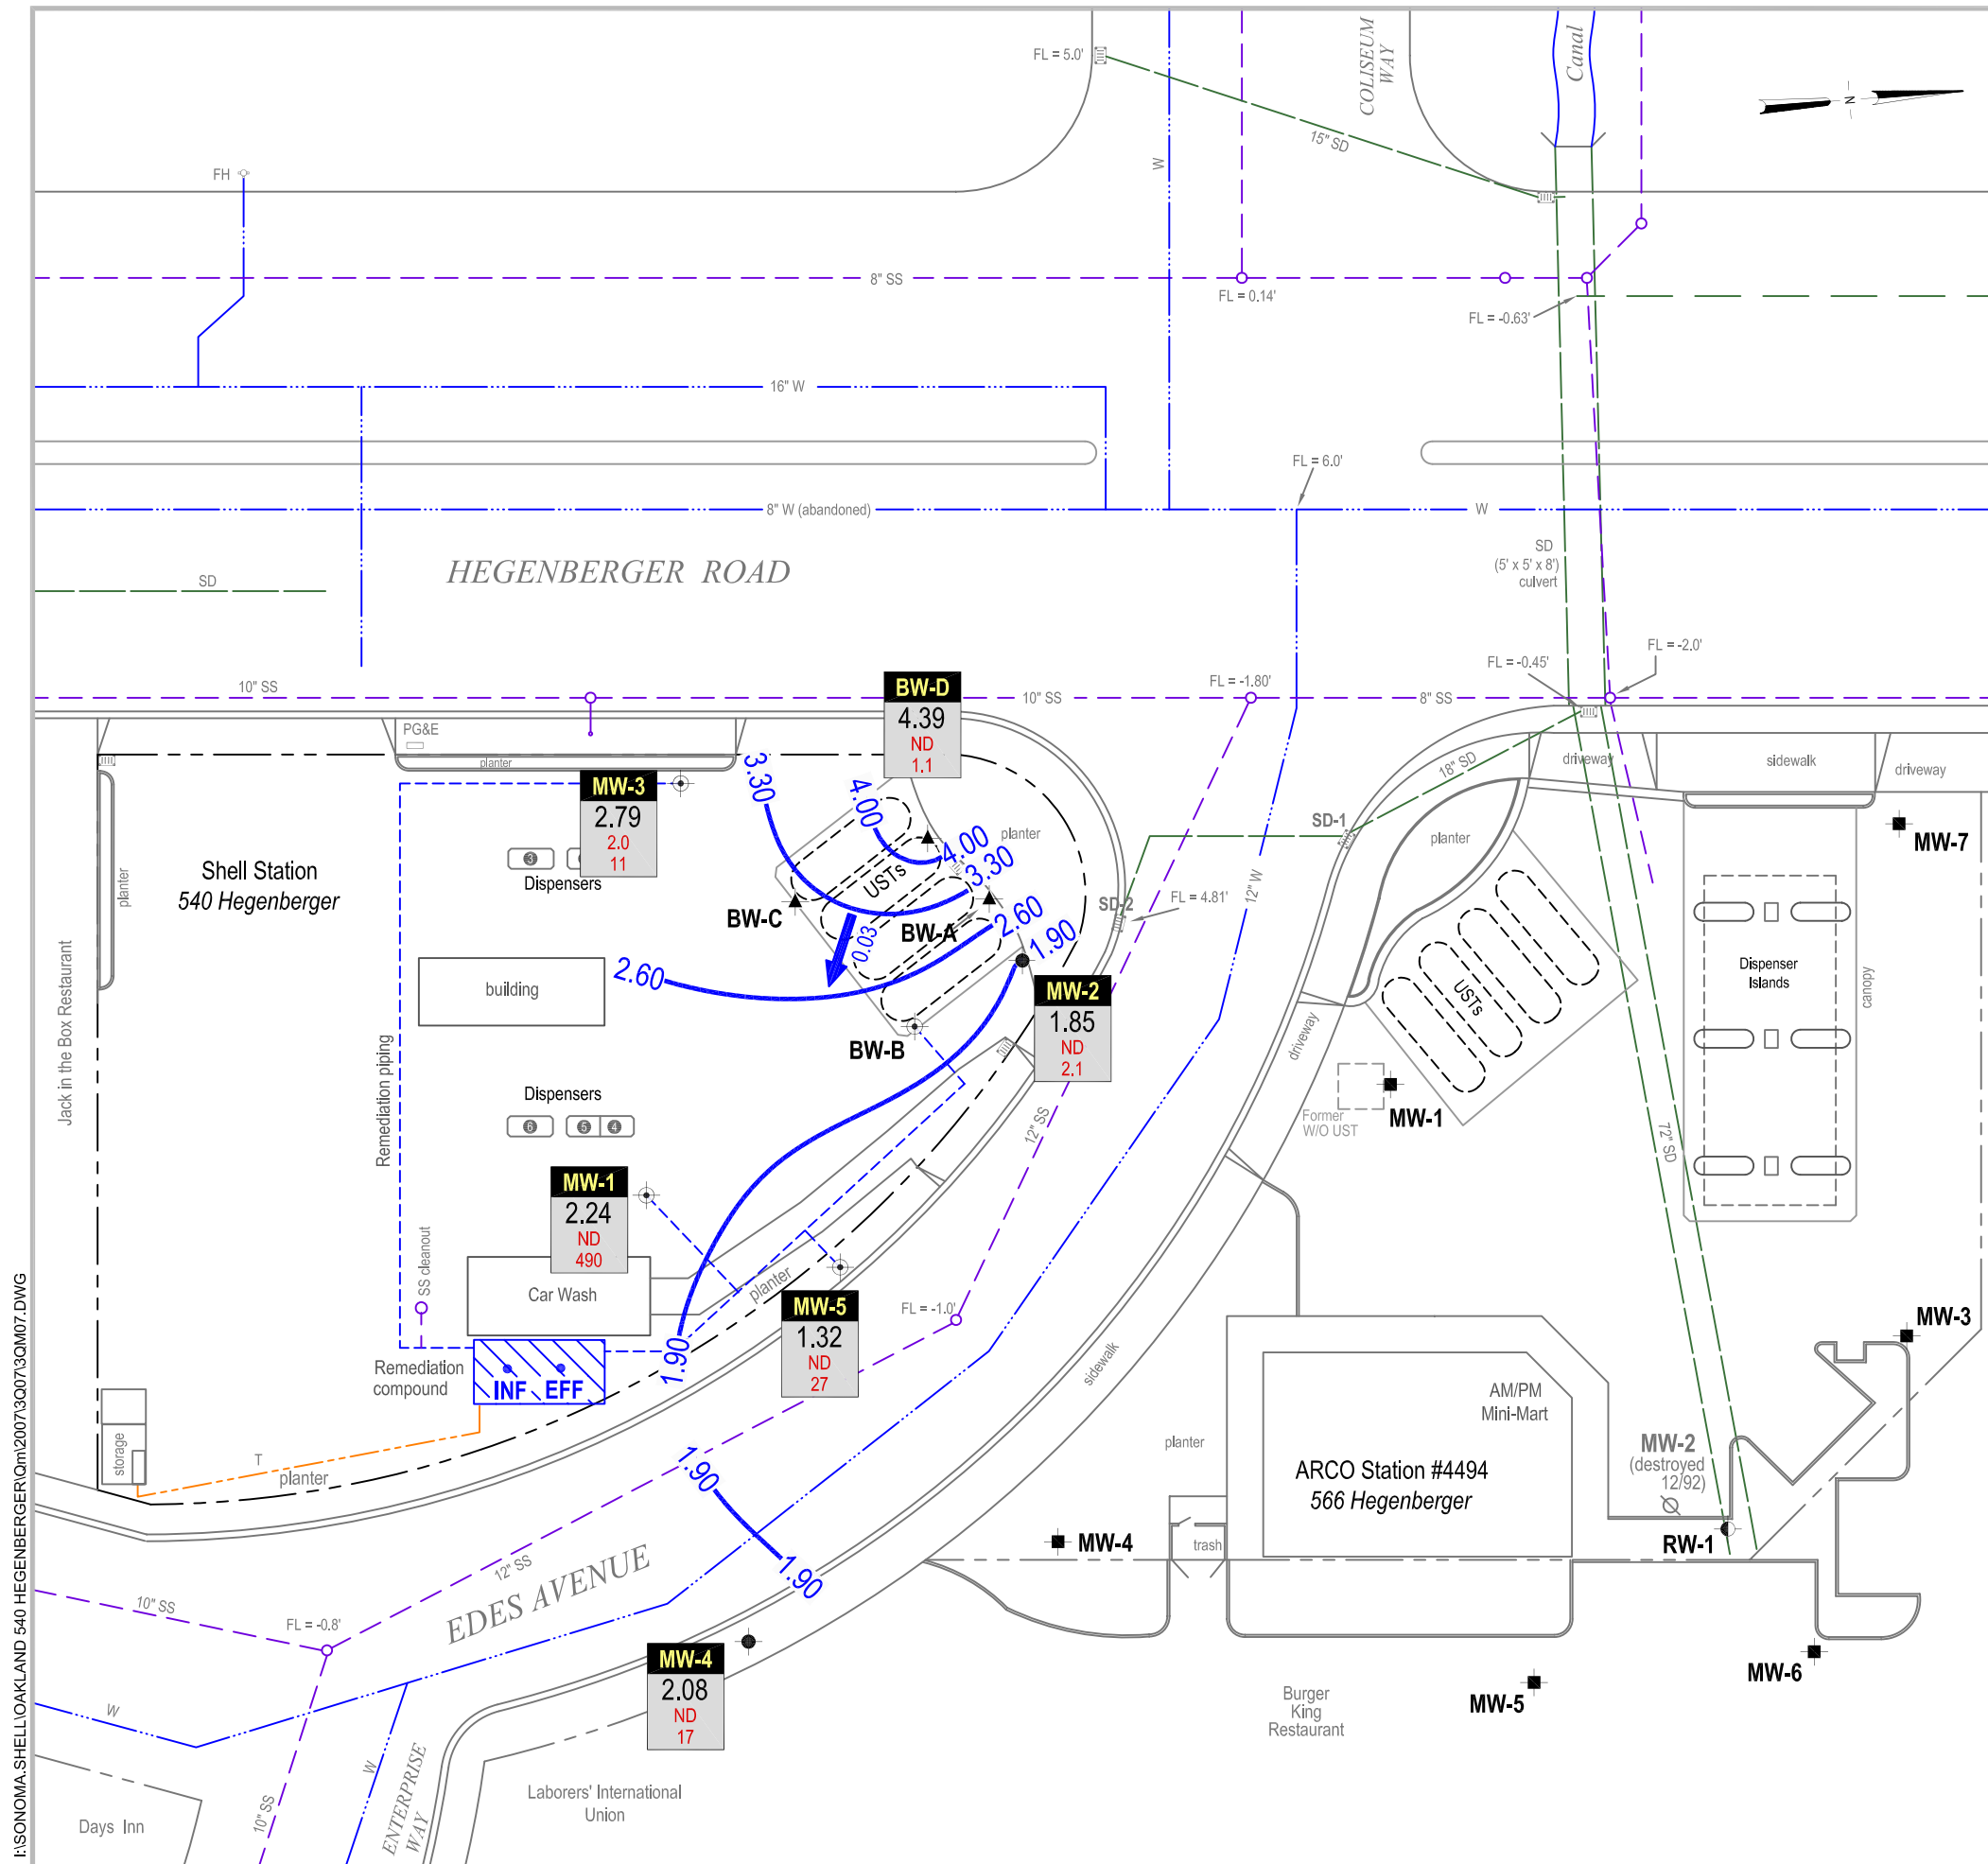 FL = 5.0'
COLISEUM
WAY
Canal
N
15" SD
W
FH
8" SS
FL = 0.14'
FL = -0.63'
16" W
FL = 6.0'
8" W (abandoned)
W
SD
(5' x 5' x 8')
culvert
HEGENBERGER ROAD
SD
FL = -2.0'
FL = -0.45'
FL = -1.80'
10" SS
10" SS
8" SS
BW-D
4.39
ND
1.1
PG&E
planter
MW-3
2.79
2.0
11
3.30
4.00
4.00
3.30
2.60
1.90
planter
USTs
BW-C
BW-A
0.03
2.60
BW-B
SD-1
SD-2
FL = 4.81'
18" SD
12" W
driveway
sidewalk
driveway
planter
MW-7
Shell Station
540 Hegenberger
planter
3
Dispensers
building
Jack in the Box Restaurant
Remediation piping
Dispensers
6
5
4
MW-2
1.85
ND
2.1
12" SS
driveway
USTs
Dispenser
Islands
canopy
Former
W/O UST
MW-1
72" SD
MW-1
2.24
ND
490
SS cleanout
Car Wash
planter
MW-5
1.32
ND
27
FL = -1.0'
1.90
Remediation
compound
INF
EFF
storage
T
planter
sidewalk
MW-3
AM/PM
Mini-Mart
planter
ARCO Station #4494
566 Hegenberger
MW-2
(destroyed
12/92)
RW-1
MW-4
trash
1.90
1.90
12" SS
EDES AVENUE
10" SS
FL = -0.8'
MW-4
2.08
ND
17
MW-6
MW-5
Burger
King
Restaurant
W
W
ENTERPRISE
WAY
Laborers' International
Union
Days Inn
10" SS
I:\SONOMA.SHELL\OAKLAND 540 HEGENBERGER\Qm\2007\3Q07\3QM07.DWG